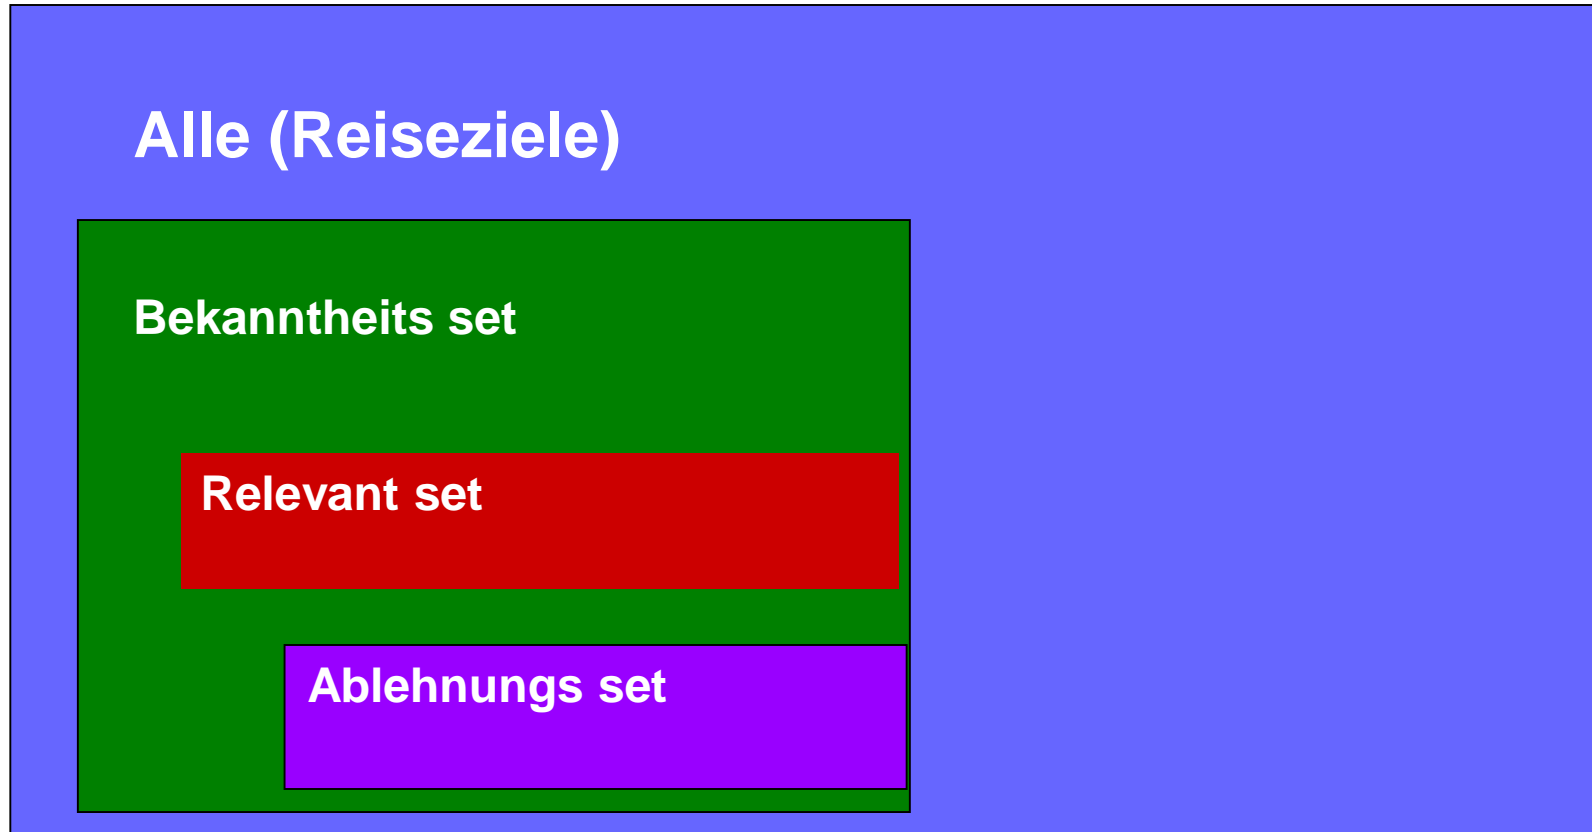 Alle (Reiseziele)
Bekanntheits set
Relevant set
Ablehnungs set